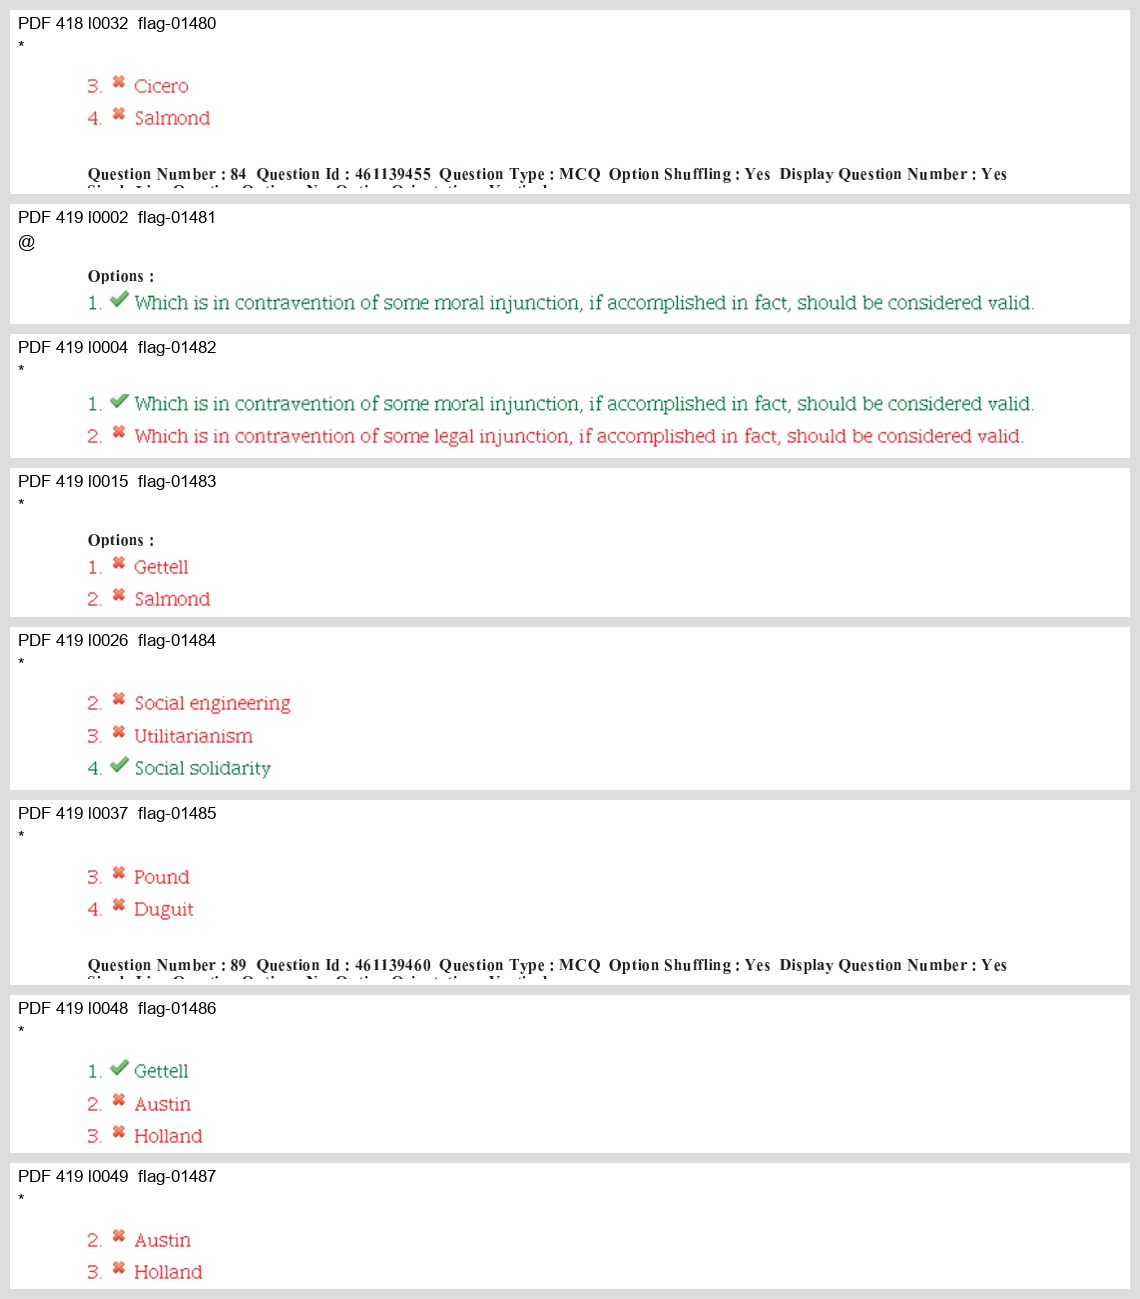 PDF 418 l0032 flag-01480
*
3. ✖ Cicero
4. ✖ Salmond
Question Number : 84 Question Id : 461139455 Question Type : MCQ Option Shuffling : Yes Display Question Number : Yes
PDF 419 l0002 flag-01481
@
Options :
1. ✔ Which is in contravention of some moral injunction, if accomplished in fact, should be considered valid.
PDF 419 l0004 flag-01482
*
1. ✔ Which is in contravention of some moral injunction, if accomplished in fact, should be considered valid.
2. ✖ Which is in contravention of some legal injunction, if accomplished in fact, should be considered valid.
PDF 419 l0015 flag-01483
*
Options :
1. ✖ Gettell
2. ✖ Salmond
PDF 419 l0026 flag-01484
*
2. ✖ Social engineering
3. ✖ Utilitarianism
4. ✔ Social solidarity
PDF 419 l0037 flag-01485
*
3. ✖ Pound
4. ✖ Duguit
Question Number : 89 Question Id : 461139460 Question Type : MCQ Option Shuffling : Yes Display Question Number : Yes
PDF 419 l0048 flag-01486
*
1. ✔ Gettell
2. ✖ Austin
3. ✖ Holland
PDF 419 l0049 flag-01487
*
2. ✖ Austin
3. ✖ Holland